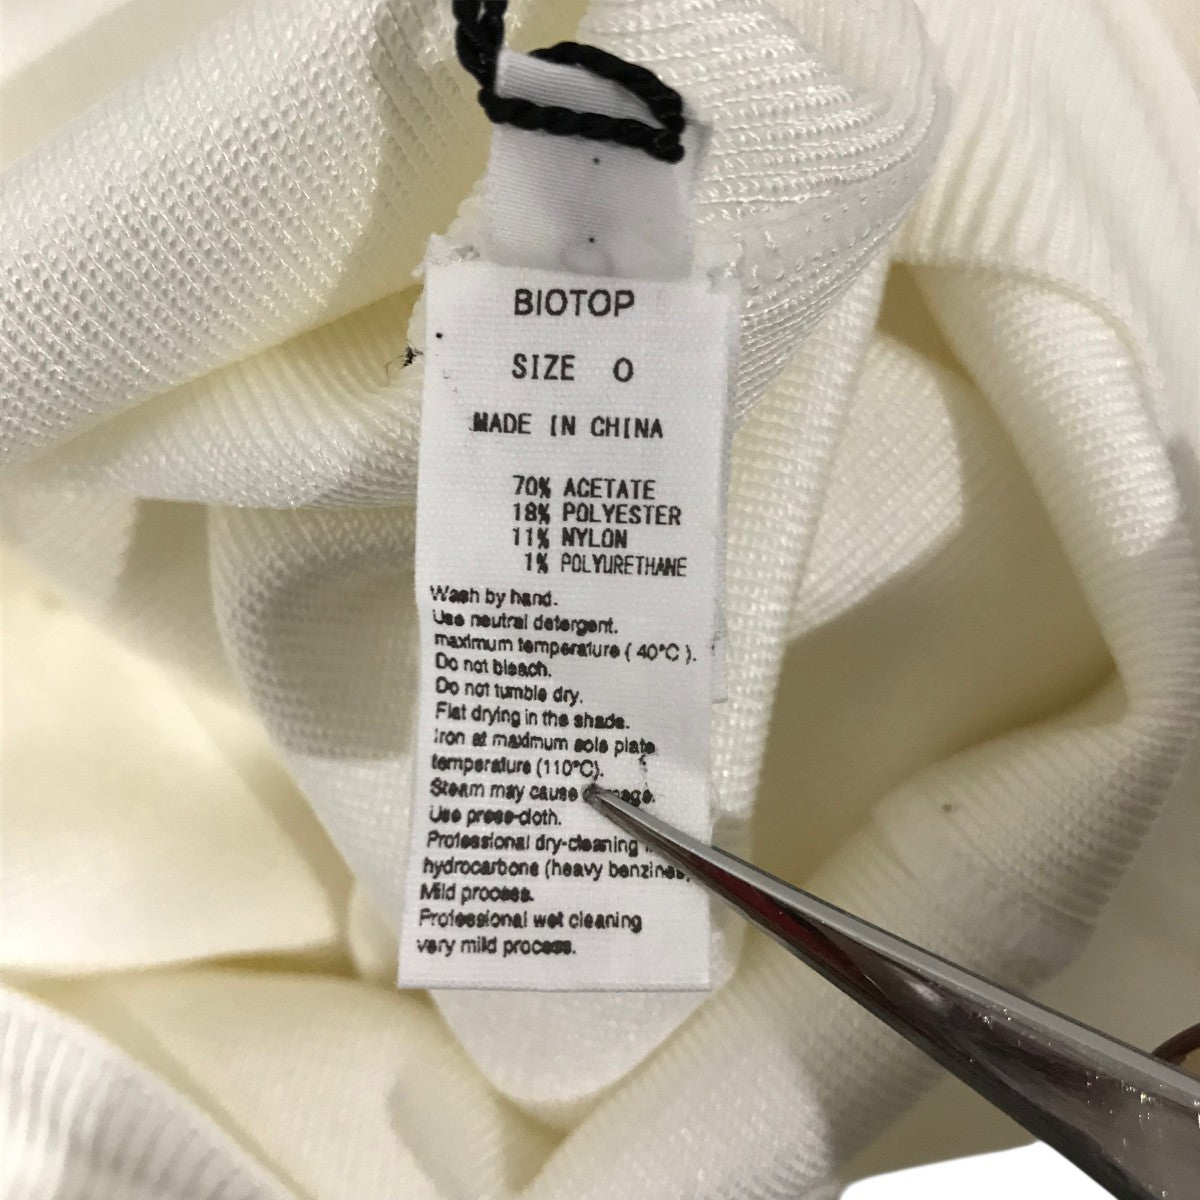 BIOTOP
SIZE 0
MADE IN CHINA
70% ACETATE
18% POLYESTER
11% NYLON
1% POLYURETHANE
Wash by hand.
Use neutral detergent.
maximum temperature ( 40°C ).
Do not bleach.
Do not tumble dry.
Flat drying in the shade.
Iron at maximum sole plate
temperature (110°C).
Steam may cause
Use press-cloth.
Professional dry-cleaning
hydrocarbone (heavy benzines)
Mild process.
Professional wet cleaning
very mild process.